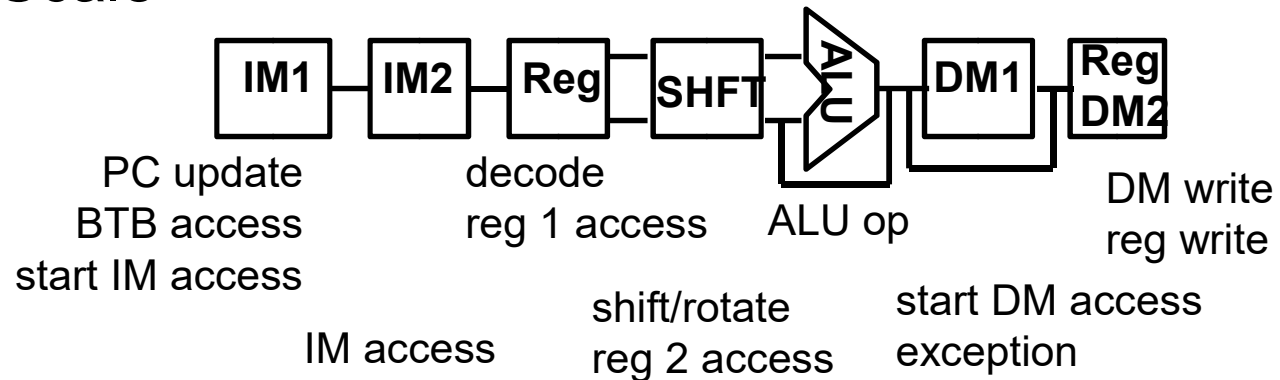 IM1
IM2
Reg
SHFT
ALU
DM1
Reg
DM2
PC update
BTB access
start IM access
IM access
decode
reg 1 access
shift/rotate
reg 2 access
ALU op
start DM access
exception
DM write
reg write